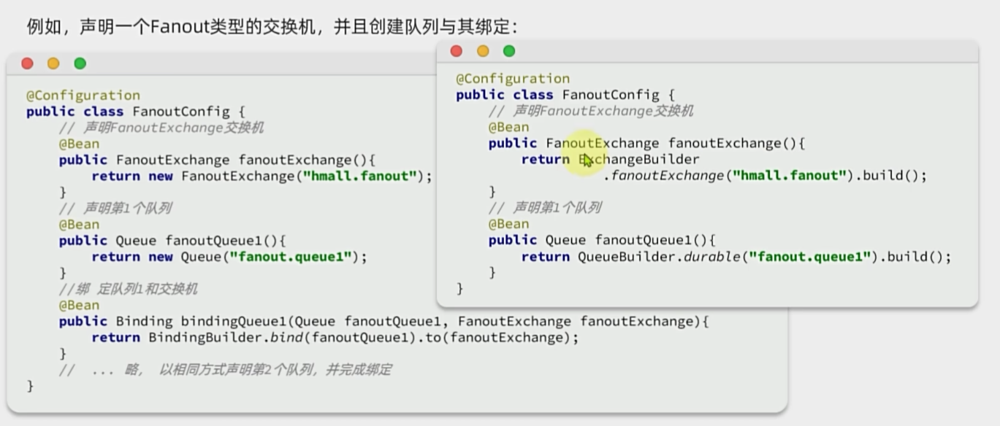 例如，声明一个Fanout类型的交换机，并且创建队列与其绑定：
@Configuration
public class FanoutConfig {
// 声明FanoutExchange交换机
@Bean
public FanoutExchange fanoutExchange(){
return new FanoutExchange("hmall.fanout");
}
// 声明第1个队列
@Bean
public Queue fanoutQueue1(){
return new Queue("fanout.queue1");
}
//绑 定队列1和交换机
@Bean
public Binding bindingQueue1(Queue fanoutQueue1, FanoutExchange fanoutExchange){
return BindingBuilder.bind(fanoutQueue1).to(fanoutExchange);
}
// ... 略， 以相同方式声明第2个队列，并完成绑定
}
@Configuration
public class FanoutConfig {
// 声明FanoutExchange交换机
@Bean
public FanoutExchange fanoutExchange(){
return ExchangeBuilder
.fanoutExchange("hmall.fanout").build();
}
// 声明第1个队列
@Bean
public Queue fanoutQueue1(){
return QueueBuilder.durable("fanout.queue1").build();
}
}